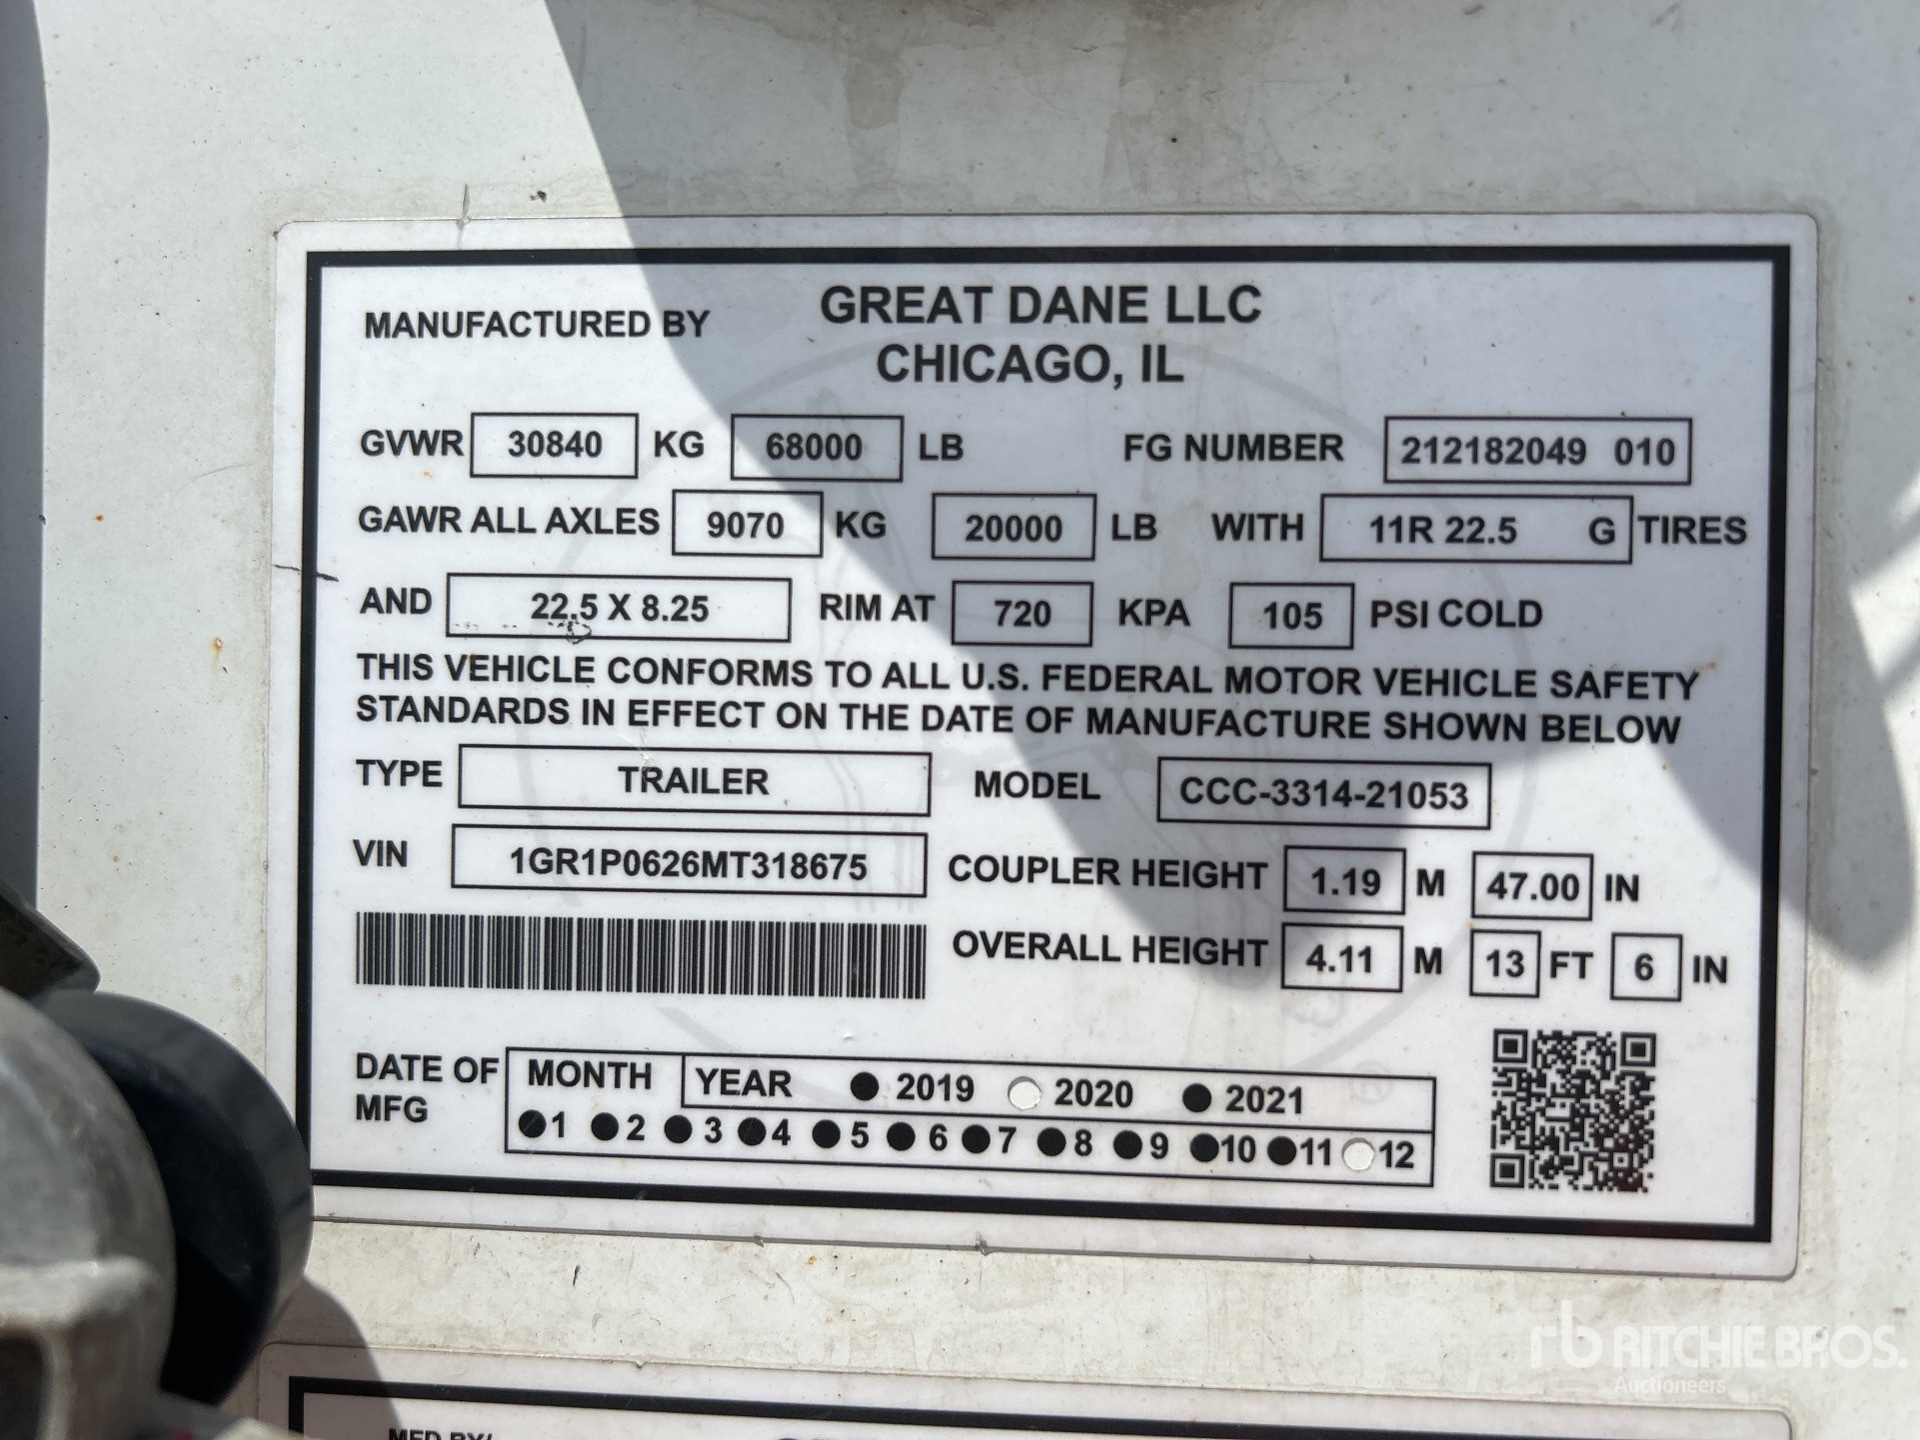 MANUFACTURED BY GREAT DANE LLC
CHICAGO, IL
GVWR 30840 KG 68000 LB FG NUMBER 212182049 010
GAWR ALL AXLES 9070 KG 20000 LB WITH 11R 22.5 G TIRES
AND 22.5 X 8.25 RIM AT 720 KPA 105 PSI COLD
THIS VEHICLE CONFORMS TO ALL U.S. FEDERAL MOTOR VEHICLE SAFETY
STANDARDS IN EFFECT ON THE DATE OF MANUFACTURE SHOWN BELOW
TYPE TRAILER MODEL CCC-3314-21053
VIN 1GR1P0626MT318675 COUPLER HEIGHT 1.19 M 47.00 IN
OVERALL HEIGHT 4.11 M 13 FT 6 IN
DATE OF MFG MONTH YEAR 2019 2020 2021
1 2 3 4 5 6 7 8 9 10 11 12
®
rb RITCHIE BROS.
Auctioneers
MFD BY/